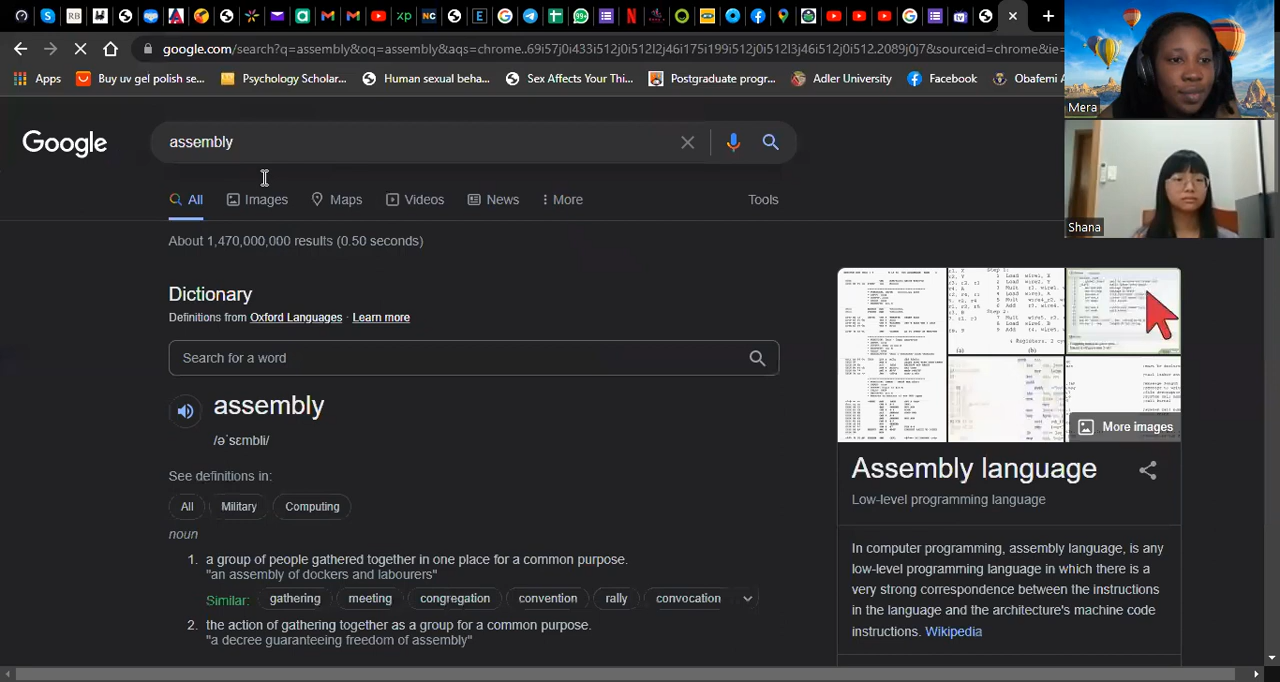 google.com/search?q=assembly&oq=assembly&aqs=chrome..69i57j0i433i512j0i512l2j46i175i199i512j0i512l3j46i512j0i512.2089j0j7&sourceid=chrome&ie=
Apps
Buy uv gel polish se...
Psychology Scholar...
Human sexual beha...
Sex Affects Your Thi...
Postgraduate progr...
Adler University
Facebook
Obafemi A
Mera
Shana
Google
assembly
All
Images
Maps
Videos
News
More
Tools
About 1,470,000,000 results (0.50 seconds)
Dictionary
Definitions from Oxford Languages · Learn more
Search for a word
assembly
/əˈsɛmbli/
See definitions in:
All
Military
Computing
noun
1. a group of people gathered together in one place for a common purpose.
"an assembly of dockers and labourers"
Similar:
gathering
meeting
congregation
convention
rally
convocation
2. the action of gathering together as a group for a common purpose.
"a decree guaranteeing freedom of assembly"
More images
Assembly language
Low-level programming language
In computer programming, assembly language, is any
low-level programming language in which there is a
very strong correspondence between the instructions
in the language and the architecture's machine code
instructions. Wikipedia